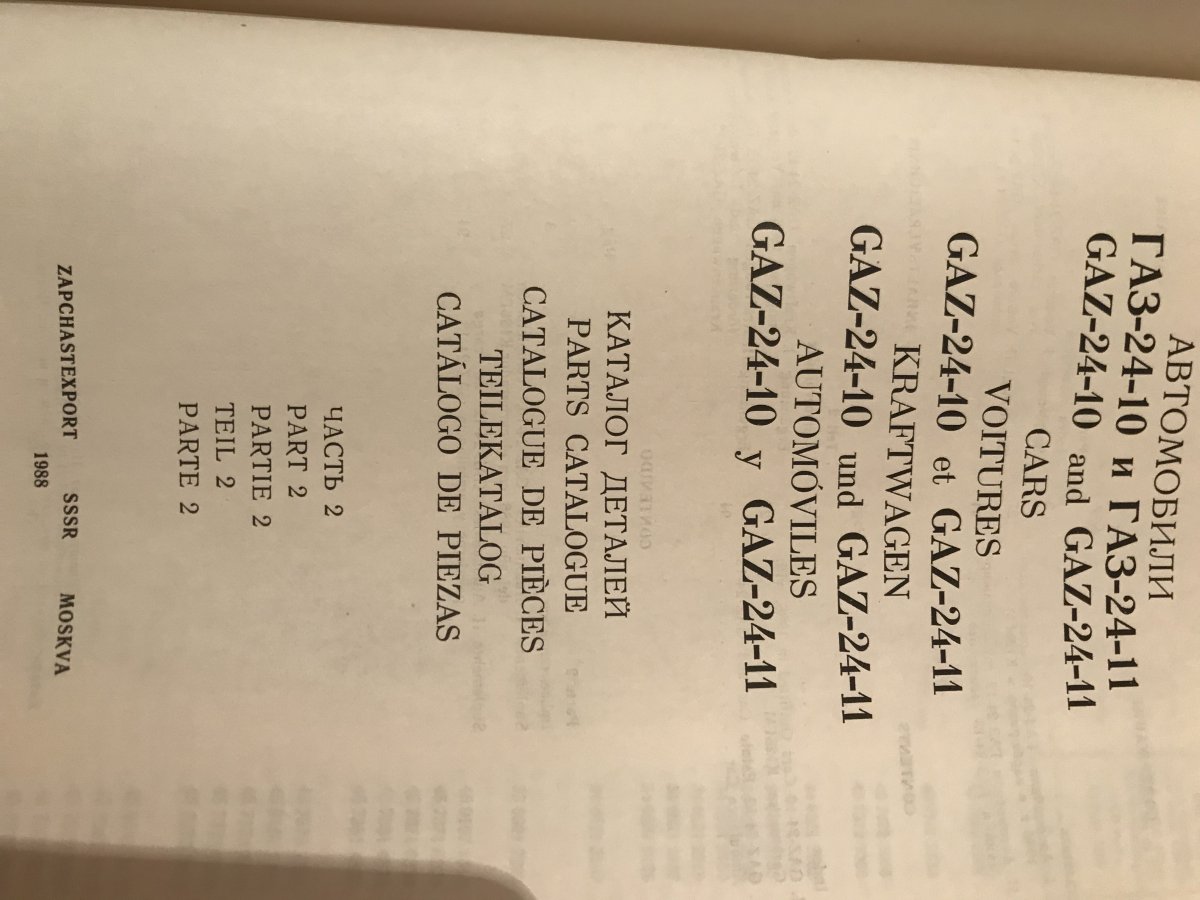 АВТОМОБИЛИ
ГАЗ-24-10 и ГАЗ-24-11
CARS
GAZ-24-10 and GAZ-24-11
VOITURES
GAZ-24-10 et GAZ-24-11
KRAFTWAGEN
GAZ-24-10 und GAZ-24-11
AUTOMÓVILES
GAZ-24-10 y GAZ-24-11
КАТАЛОГ ДЕТАЛЕЙ
PARTS CATALOGUE
CATALOGUE DE PIÈCES
TEILEKATALOG
CATÁLOGO DE PIEZAS
ЧАСТЬ 2
PART 2
PARTIE 2
TEIL 2
PARTE 2
ZAPCHASTEXPORT SSSR MOSKVA
1988